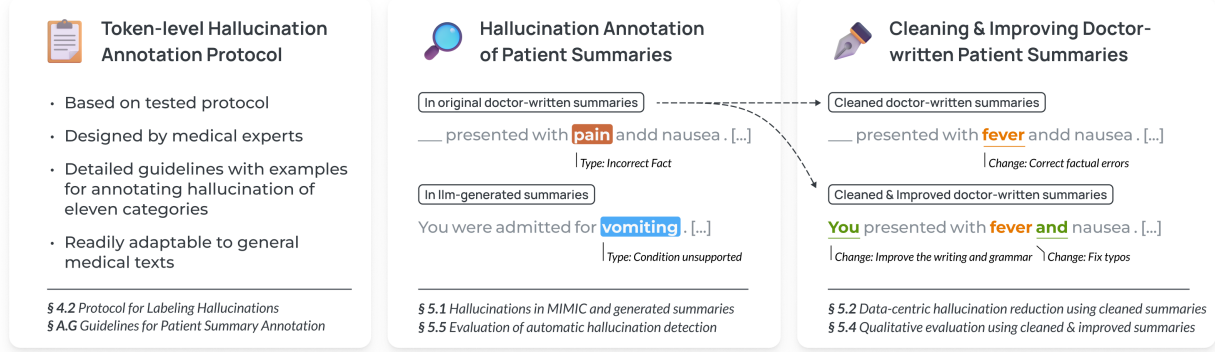 Token-level Hallucination
Annotation Protocol
• Based on tested protocol
• Designed by medical experts
• Detailed guidelines with examples
for annotating hallucination of
eleven categories
• Readily adaptable to general
medical texts
§ 4.2 Protocol for Labeling Hallucinations
§ A.G Guidelines for Patient Summary Annotation
Hallucination Annotation
of Patient Summaries
In original doctor-written summaries
___ presented with pain andd nausea . [...]
Type: Incorrect Fact
In llm-generated summaries
You were admitted for vomiting . [...]
Type: Condition unsupported
§ 5.1 Hallucinations in MIMIC and generated summaries
§ 5.5 Evaluation of automatic hallucination detection
Cleaning & Improving Doctor-
written Patient Summaries
Cleaned doctor-written summaries
___ presented with fever andd nausea . [...]
Change: Correct factual errors
Cleaned & Improved doctor-written summaries
You presented with fever and nausea . [...]
Change: Improve the writing and grammar Change: Fix typos
§ 5.2 Data-centric hallucination reduction using cleaned summaries
§ 5.4 Qualitative evaluation using cleaned & improved summaries